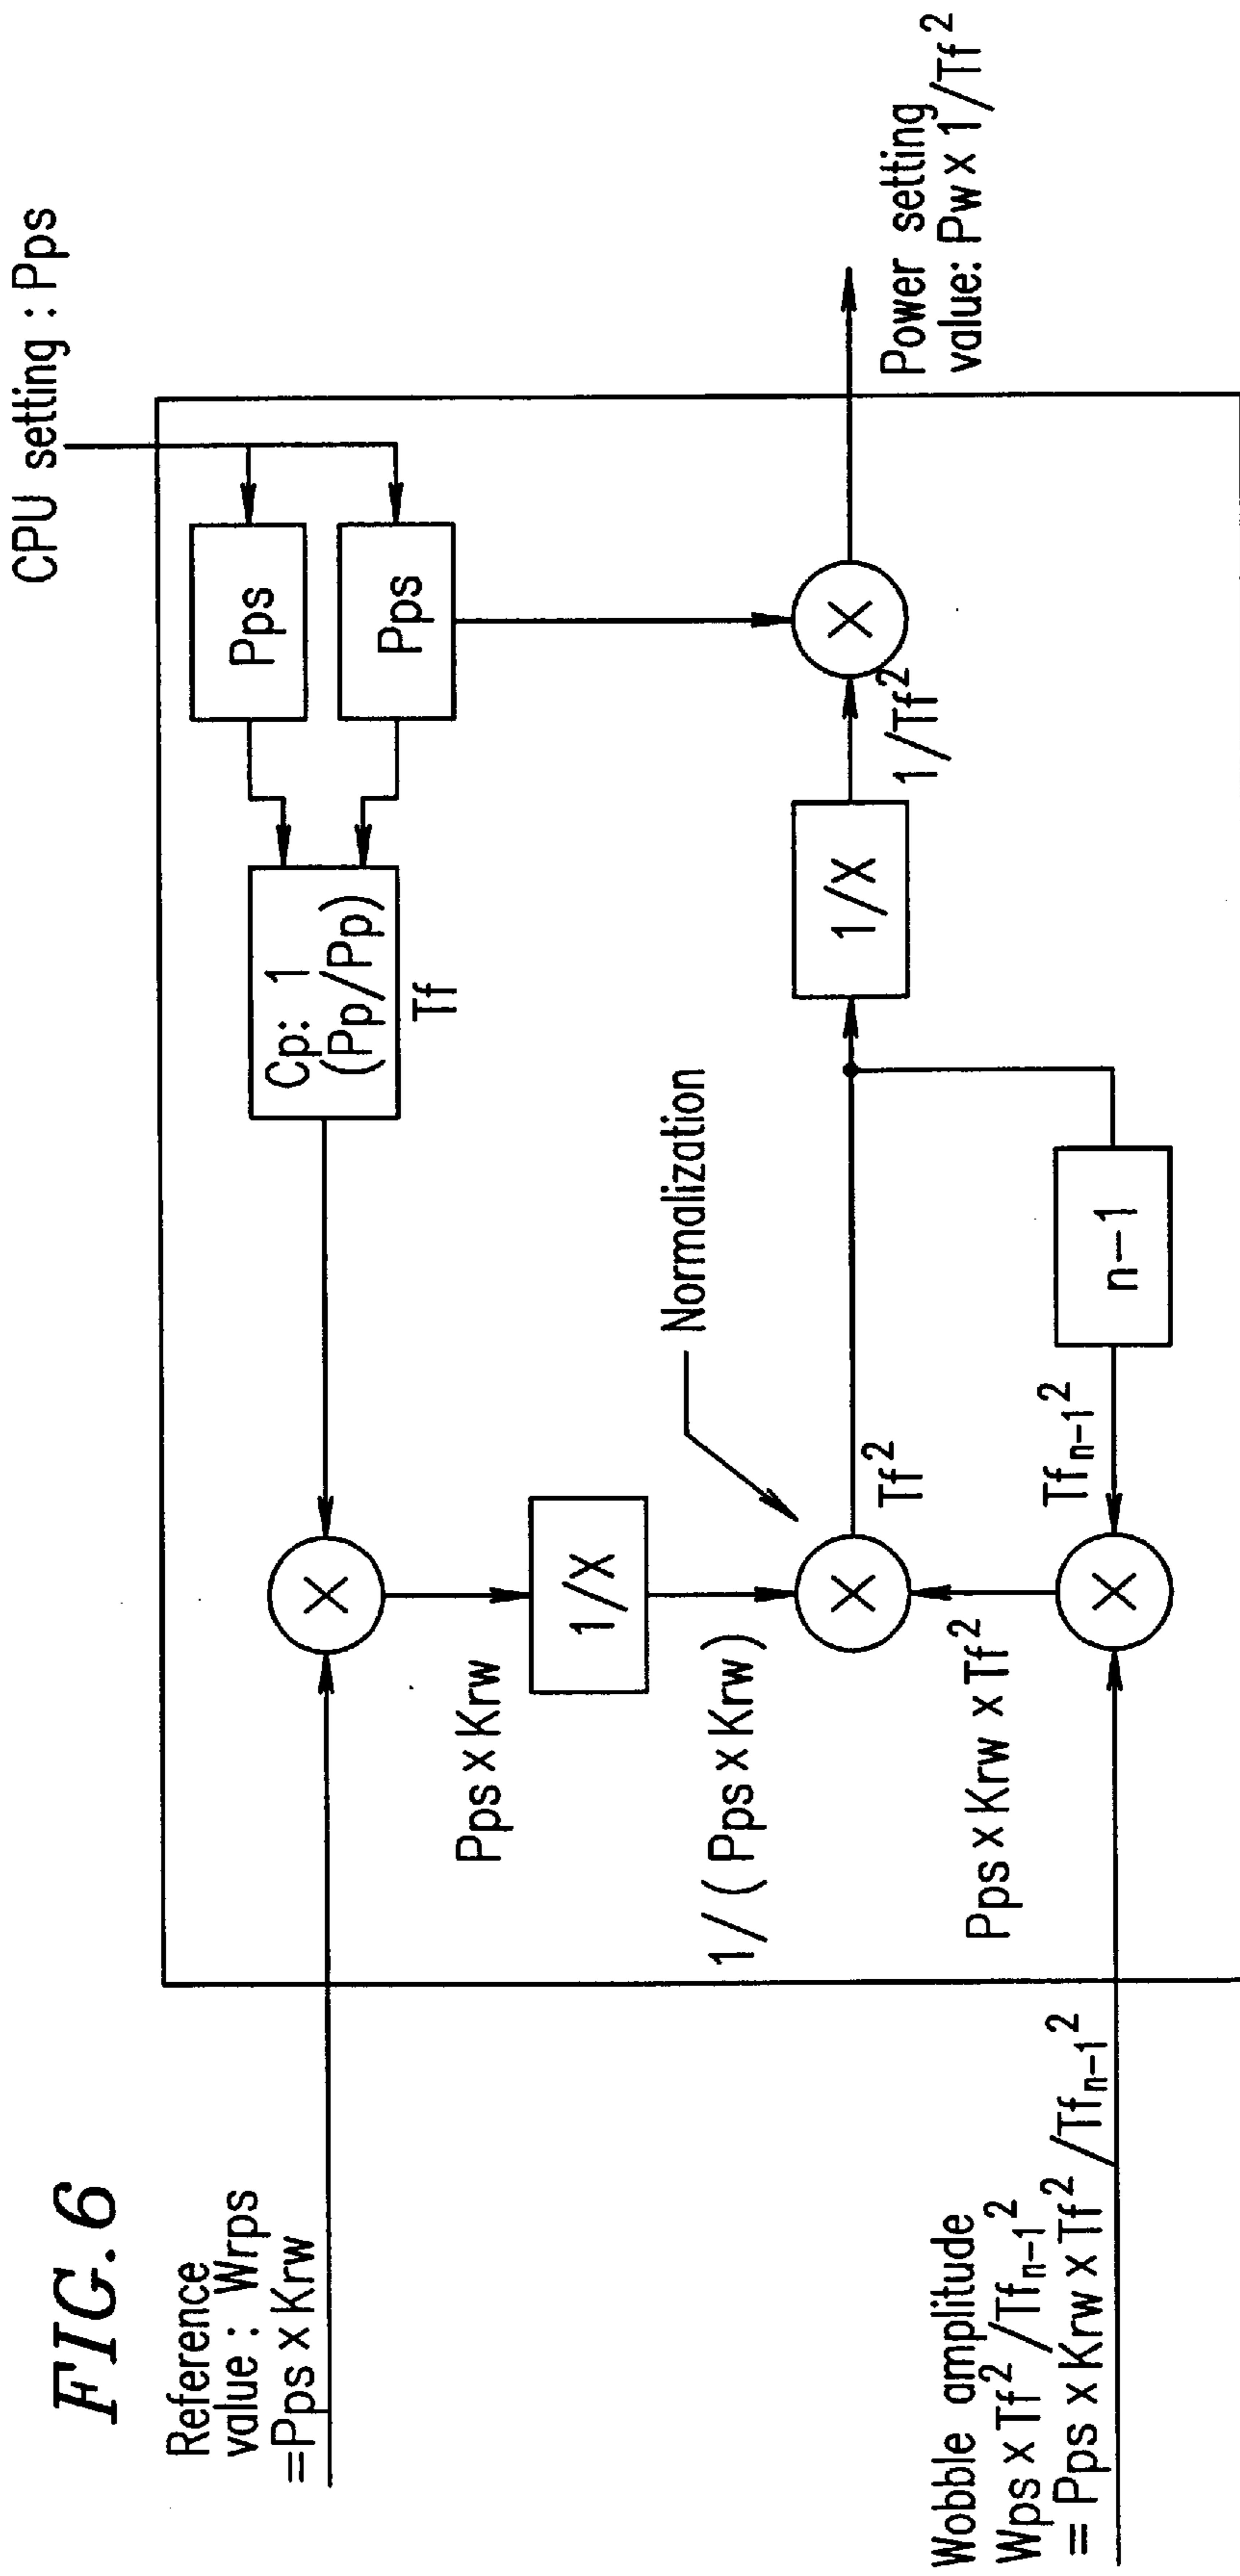 FIG. 6
CPU setting : Pps
Reference
value : Wrps
=Pps x Krw
Pps
Pps
Cp: 1
(Pp/Pp)
Tf
×
Pps x Krw
1/X
1/( Pps x Krw)
Normalization
×
Tf²
1/X
1/Tf²
×
Power setting
value: Pw x 1/Tf²
Pps x Krw x Tf²
n-1
Tfn-1²
×
Wobble amplitude
Wps x Tf² /Tfn-1²
= Pps x Krw x Tf² /Tfn-1²